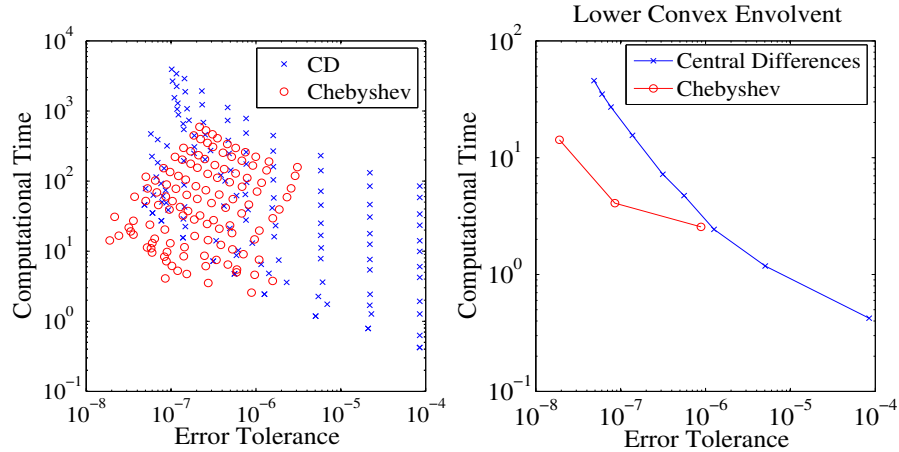 Computational Time
10^4
10^3
10^2
10^1
10^0
10^−1
10^−8
10^−7
10^−6
10^−5
10^−4
Error Tolerance
CD
Chebyshev
Lower Convex Envolvent
Computational Time
10^2
10^1
10^0
10^−1
10^−8
10^−7
10^−6
10^−5
10^−4
Error Tolerance
Central Differences
Chebyshev